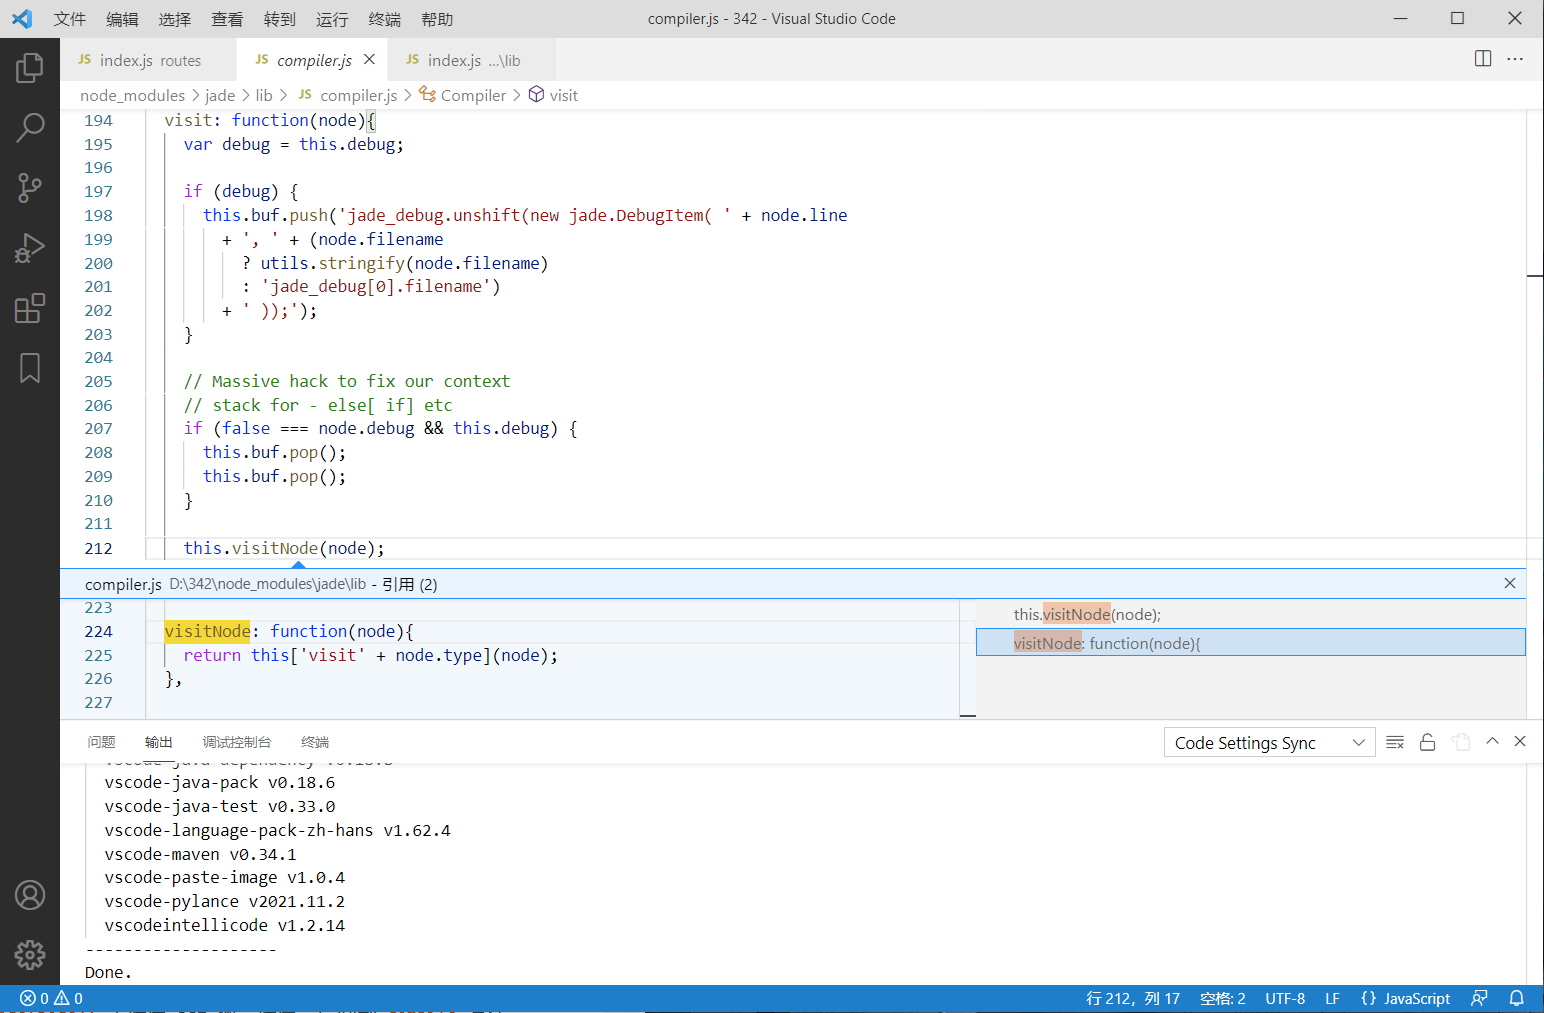 文件 编辑 选择 查看 转到 运行 终端 帮助 compiler.js - 342 - Visual Studio Code
JS index.js routes JS compiler.js JS index.js ...\lib
node_modules > jade > lib > JS compiler.js > Compiler > visit
194 visit: function(node){
195 var debug = this.debug;
196
197 if (debug) {
198 this.buf.push('jade_debug.unshift(new jade.DebugItem( ' + node.line
199 + ', ' + (node.filename
200 ? utils.stringify(node.filename)
201 : 'jade_debug[0].filename')
202 + ' ));');
203 }
204
205 // Massive hack to fix our context
206 // stack for - else[ if] etc
207 if (false === node.debug && this.debug) {
208 this.buf.pop();
209 this.buf.pop();
210 }
211
212 this.visitNode(node);
compiler.js D:\342\node_modules\jade\lib - 引用 (2)
223
224 visitNode: function(node){
225 return this['visit' + node.type](node);
226 },
227
this.visitNode(node);
visitNode: function(node){
问题 输出 调试控制台 终端 Code Settings Sync
vscode-java-pack v0.18.6
vscode-java-test v0.33.0
vscode-language-pack-zh-hans v1.62.4
vscode-maven v0.34.1
vscode-paste-image v1.0.4
vscode-pylance v2021.11.2
vscodeintellicode v1.2.14
--------------------
Done.
0 0 行 212，列 17 空格: 2 UTF-8 LF {} JavaScript